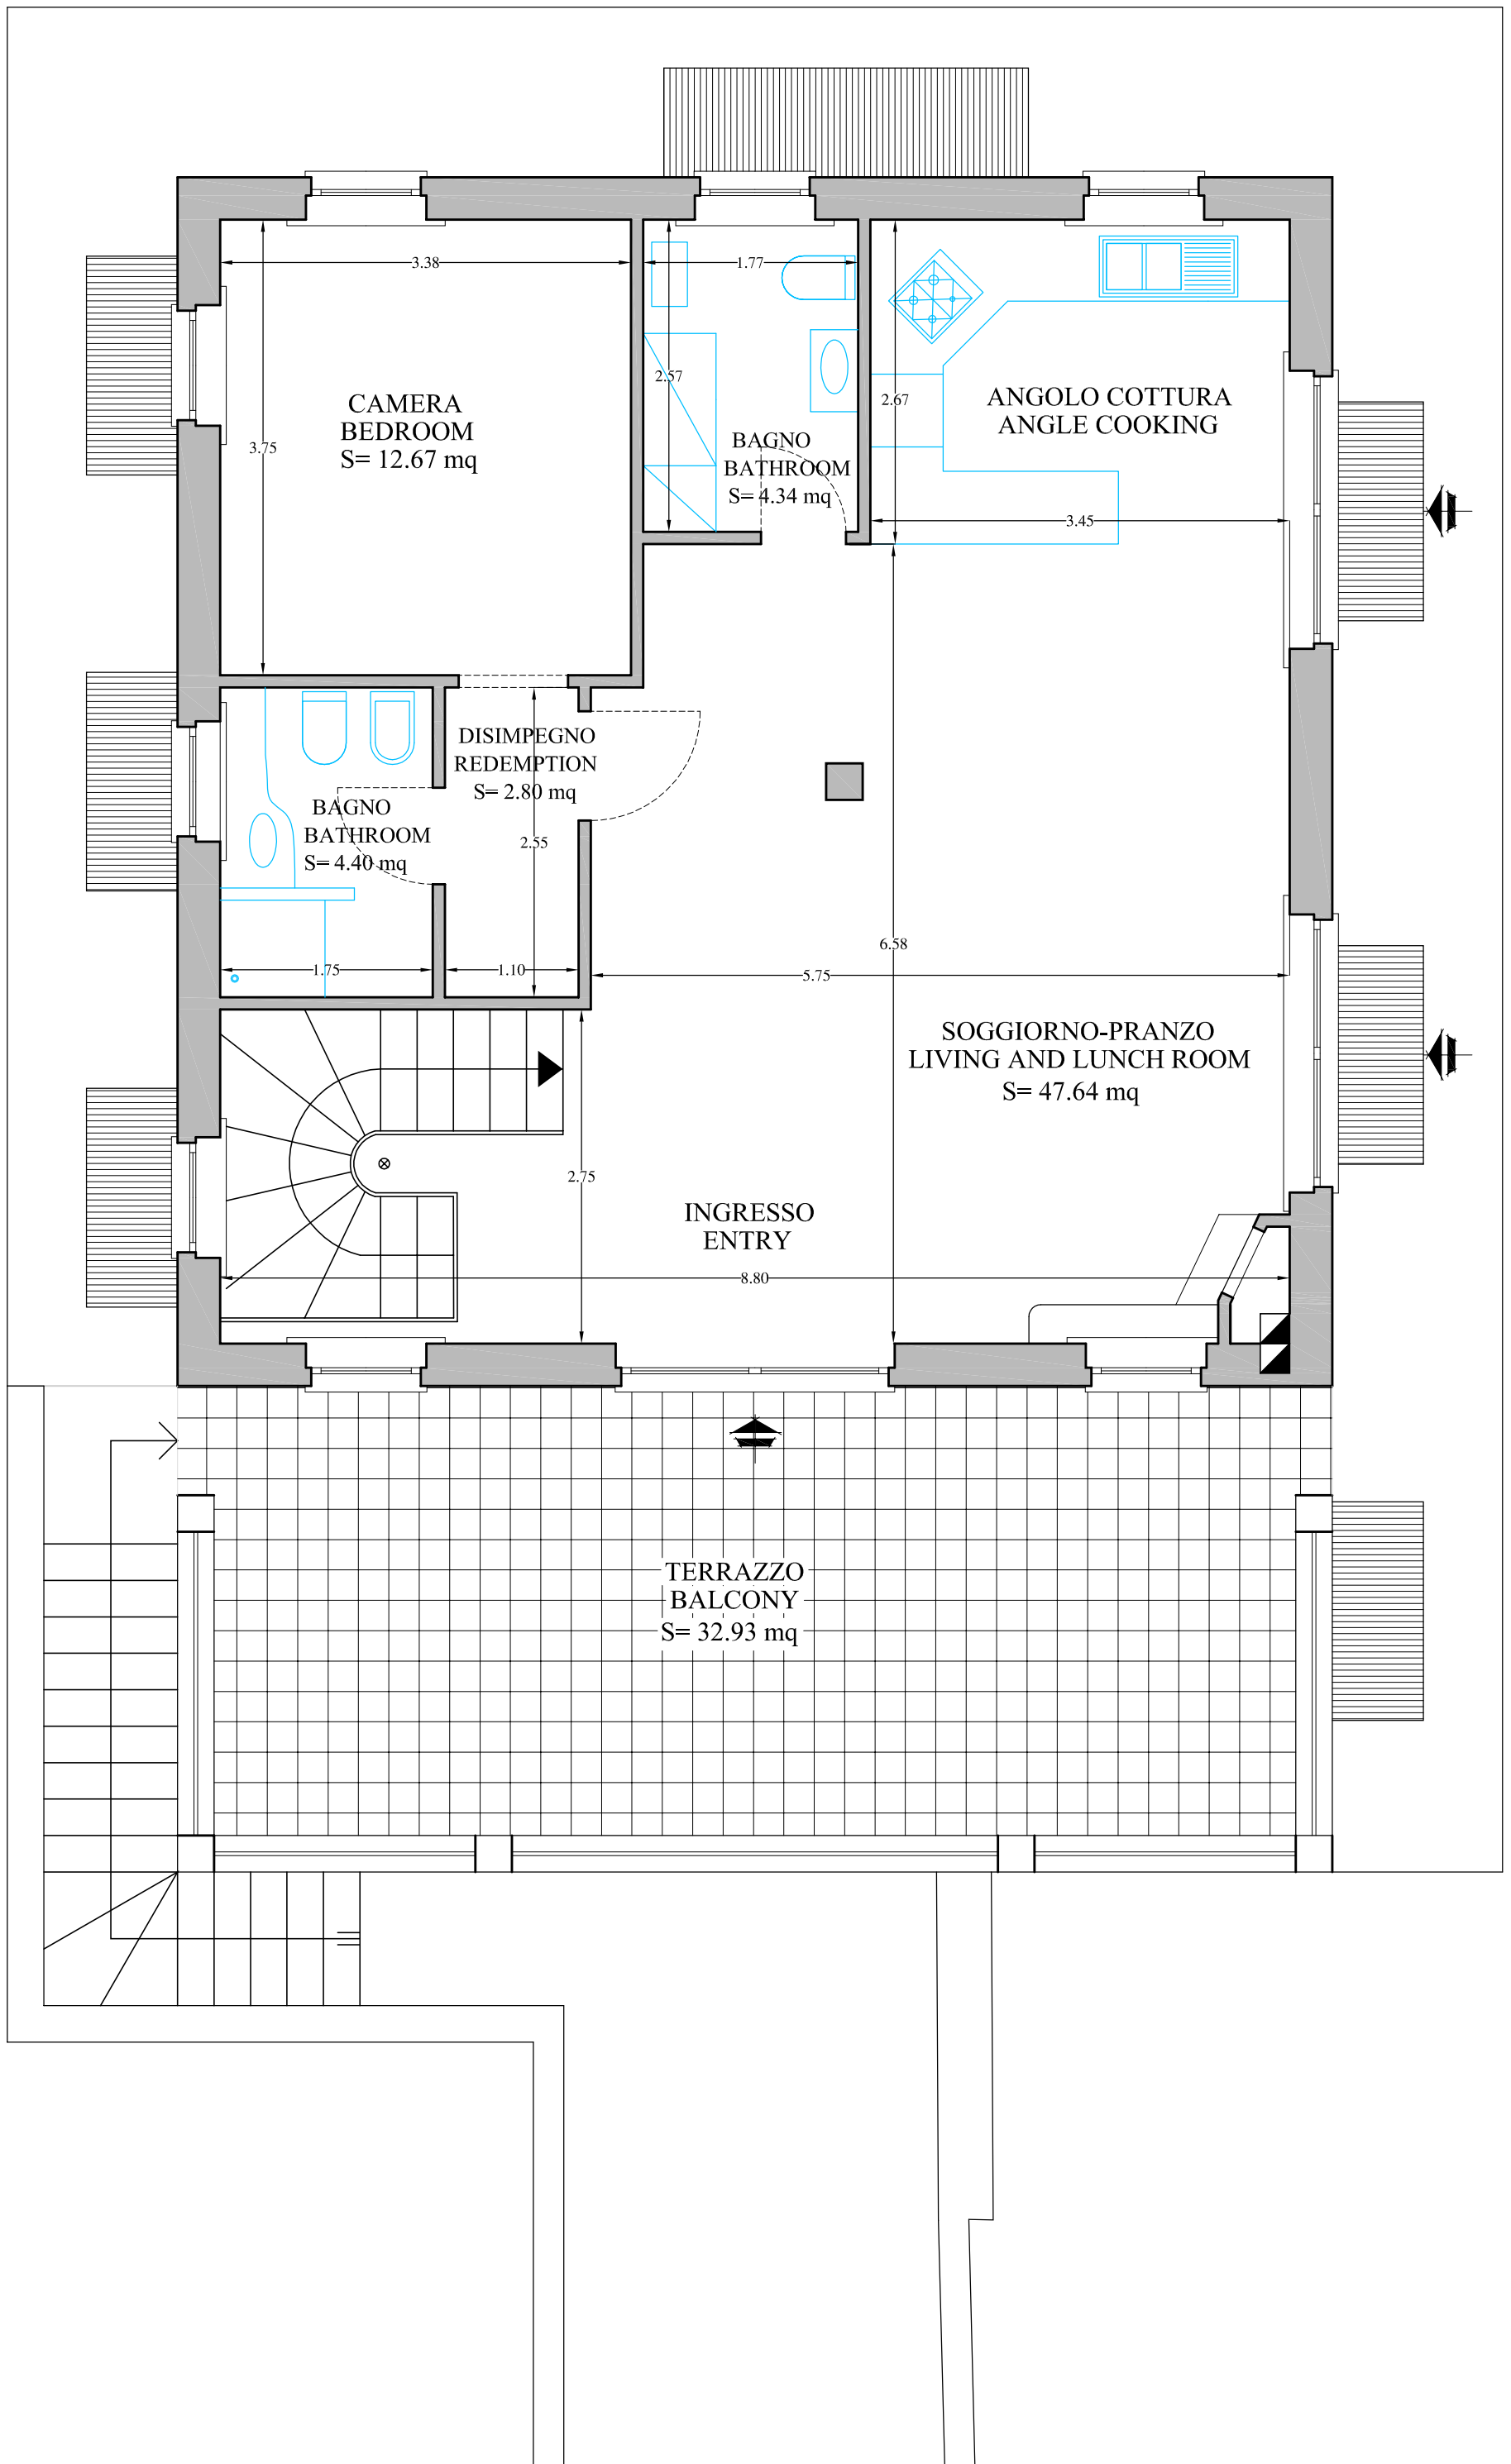 3.38
1.77
2.57
3.75
2.67
CAMERA
BEDROOM
S= 12.67 mq
ANGOLO COTTURA
ANGLE COOKING
BAGNO
BATHROOM
S= 4.34 mq
3.45
DISIMPEGNO
REDEMPTION
S= 2.80 mq
BAGNO
BATHROOM
S= 4.40 mq
2.55
6.58
1.75
1.10
5.75
SOGGIORNO-PRANZO
LIVING AND LUNCH ROOM
S= 47.64 mq
2.75
INGRESSO
ENTRY
8.80
TERRAZZO
BALCONY
S= 32.93 mq